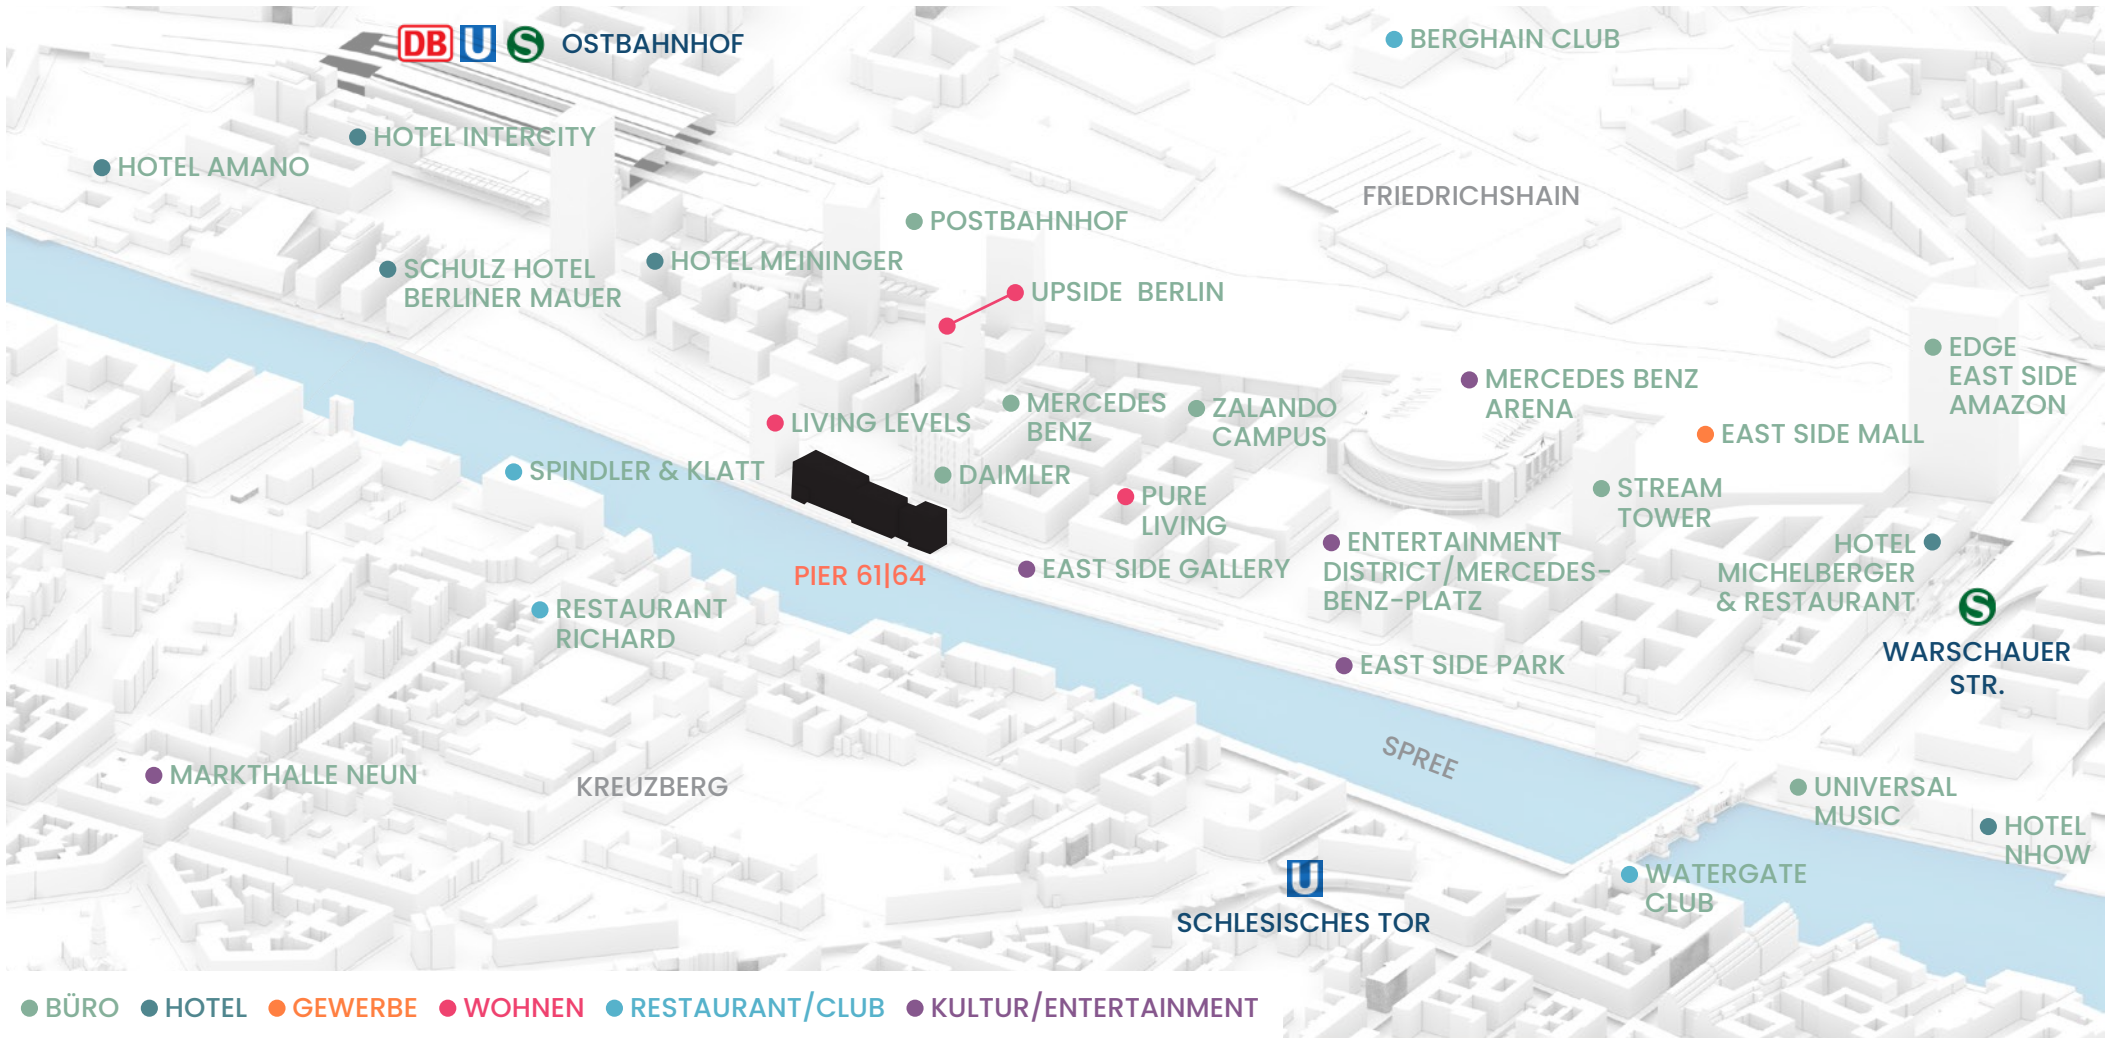 DB U S OSTBAHNHOF
BERGHAIN CLUB
HOTEL INTERCITY
HOTEL AMANO
FRIEDRICHSHAIN
POSTBAHNHOF
HOTEL MEININGER
SCHULZ HOTEL
BERLINER MAUER
UPSIDE BERLIN
EDGE
EAST SIDE
AMAZON
MERCEDES BENZ
ARENA
MERCEDES
BENZ
ZALANDO
CAMPUS
LIVING LEVELS
EAST SIDE MALL
SPINDLER & KLATT
DAIMLER
PURE
LIVING
STREAM
TOWER
ENTERTAINMENT
DISTRICT/MERCEDES-
BENZ-PLATZ
HOTEL
MICHELBERGER
& RESTAURANT
EAST SIDE GALLERY
PIER 61|64
RESTAURANT
RICHARD
S
WARSCHAUER
STR.
EAST SIDE PARK
SPREE
MARKTHALLE NEUN
KREUZBERG
UNIVERSAL
MUSIC
HOTEL
NHOW
WATERGATE
CLUB
U
SCHLESISCHES TOR
BÜRO HOTEL GEWERBE WOHNEN RESTAURANT/CLUB KULTUR/ENTERTAINMENT